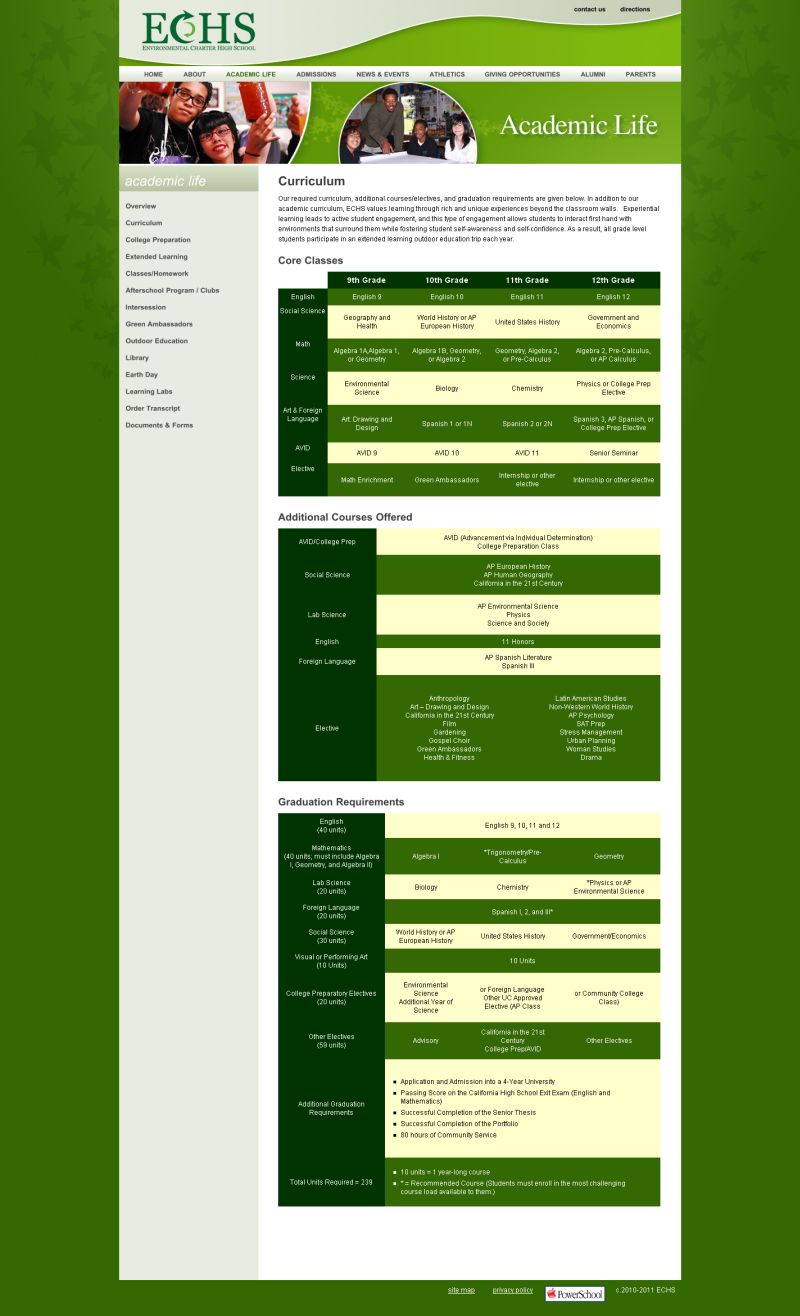 contact us directions
ECHS
ENVIRONMENTAL CHARTER HIGH SCHOOL
HOME ABOUT ACADEMIC LIFE ADMISSIONS NEWS & EVENTS ATHLETICS GIVING OPPORTUNITIES ALUMNI PARENTS
Academic Life
academic life
Overview
Curriculum
College Preparation
Extended Learning
Classes/Homework
Afterschool Program / Clubs
Intersession
Green Ambassadors
Outdoor Education
Library
Earth Day
Learning Labs
Order Transcript
Documents & Forms
Curriculum
Our required curriculum, additional courses/electives, and graduation requirements are given below. In addition to our
academic curriculum, ECHS values learning through rich and unique experiences beyond the classroom walls. Experiential
learning leads to active student engagement, and this type of engagement allows students to interact first hand with
environments that surround them while fostering student self-awareness and self-confidence. As a result, all grade level
students participate in an extended learning outdoor education trip each year.
Core Classes
9th Grade 10th Grade 11th Grade 12th Grade
English English 9 English 10 English 11 English 12
Social Science Geography and Health World History or AP European History United States History Government and Economics
Math Algebra 1A,Algebra 1, or Geometry Algebra 1B, Geometry, or Algebra 2 Geometry, Algebra 2, or Pre-Calculus Algebra 2, Pre-Calculus, or AP Calculus
Science Environmental Science Biology Chemistry Physics or College Prep Elective
Art & Foreign Language Art: Drawing and Design Spanish 1 or 1N Spanish 2 or 2N Spanish 3, AP Spanish, or College Prep Elective
AVID AVID 9 AVID 10 AVID 11 Senior Seminar
Elective Math Enrichment Green Ambassadors Internship or other elective Internship or other elective
Additional Courses Offered
AVID/College Prep
AVID (Advancement via Individual Determination)
College Preparation Class
Social Science
AP European History
AP Human Geography
California in the 21st Century
Lab Science
AP Environmental Science
Physics
Science and Society
English 11 Honors
Foreign Language
AP Spanish Literature
Spanish III
Elective
Anthropology
Art – Drawing and Design
California in the 21st Century
Film
Gardening
Gospel Choir
Green Ambassadors
Health & Fitness
Latin American Studies
Non-Western World History
AP Psychology
SAT Prep
Stress Management
Urban Planning
Woman Studies
Drama
Graduation Requirements
English
(40 units)
English 9, 10, 11 and 12
Mathematics
(40 units; must include Algebra
I, Geometry, and Algebra II)
Algebra I *Trigonometry/Pre-Calculus Geometry
Lab Science
(20 units)
Biology Chemistry *Physics or AP Environmental Science
Foreign Language
(20 units)
Spanish I, 2, and III*
Social Science
(30 units)
World History or AP European History United States History Government/Economics
Visual or Performing Art
(10 Units)
10 Units
College Preparatory Electives
(20 units)
Environmental
Science
Additional Year of
Science
or Foreign Language
Other UC Approved
Elective (AP Class
or Community College
Class)
Other Electives
(59 units)
Advisory
California in the 21st
Century
College Prep/AVID
Other Electives
Additional Graduation
Requirements
Application and Admission into a 4-Year University
Passing Score on the California High School Exit Exam (English and
Mathematics)
Successful Completion of the Senior Thesis
Successful Completion of the Portfolio
80 hours of Community Service
Total Units Required = 239
10 units = 1 year-long course
* = Recommended Course (Students must enroll in the most challenging
course load available to them.)
site map privacy policy PowerSchool c.2010-2011 ECHS